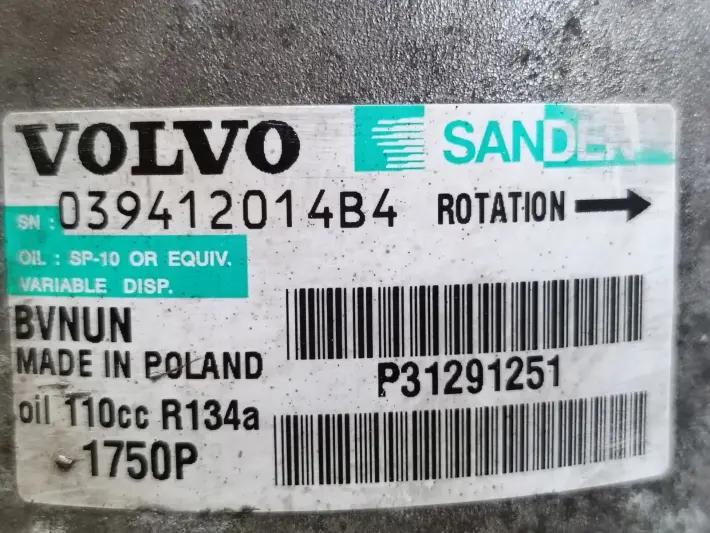 VOLVO SANDEN
SN : 039412014B4 ROTATION
OIL : SP-10 OR EQUIV.
VARIABLE DISP.
BVNUN
MADE IN POLAND
P31291251
oil 110cc R134a
1750P